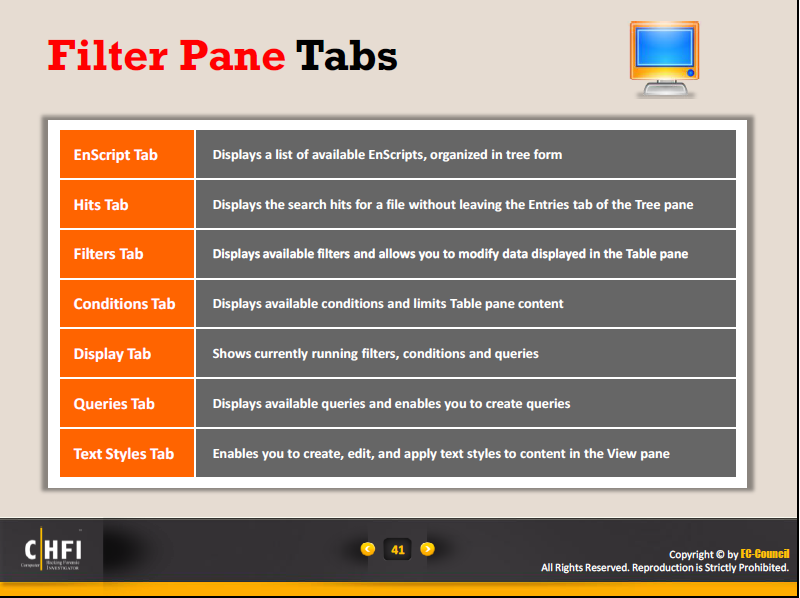 Filter Pane Tabs
EnScript Tab
Displays a list of available EnScripts, organized in tree form
Hits Tab
Displays the search hits for a file without leaving the Entries tab of the Tree pane
Filters Tab
Displays available filters and allows you to modify data displayed in the Table pane
Conditions Tab
Displays available conditions and limits Table pane content
Display Tab
Shows currently running filters, conditions and queries
Queries Tab
Displays available queries and enables you to create queries
Text Styles Tab
Enables you to create, edit, and apply text styles to content in the View pane
CHFI
Computer Hacking Forensic
INVESTIGATOR
41
Copyright © by EC-Council
All Rights Reserved. Reproduction is Strictly Prohibited.